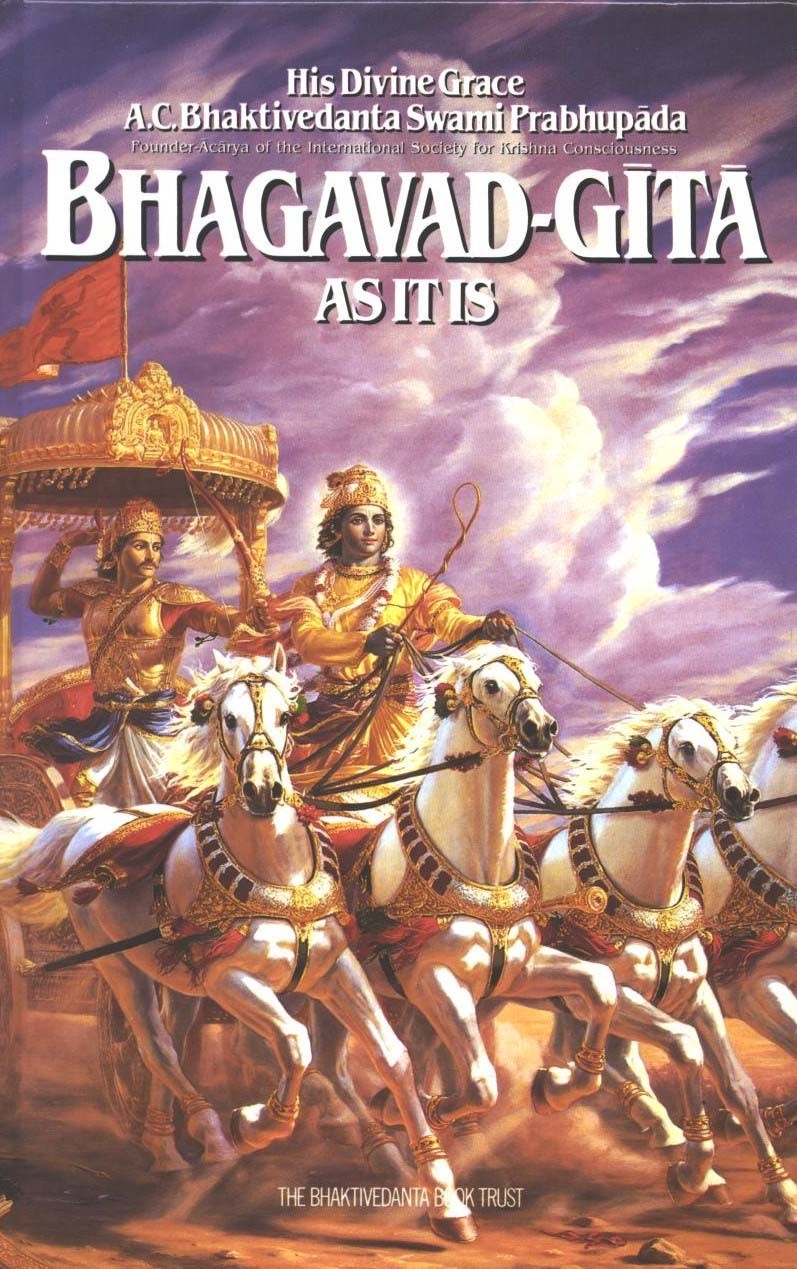 His Divine Grace
A.C. Bhaktivedanta Swami Prabhupāda
Founder-Ācārya of the International Society for Krishna Consciousness
BHAGAVAD-GĪTĀ
AS IT IS
THE BHAKTIVEDANTA BOOK TRUST